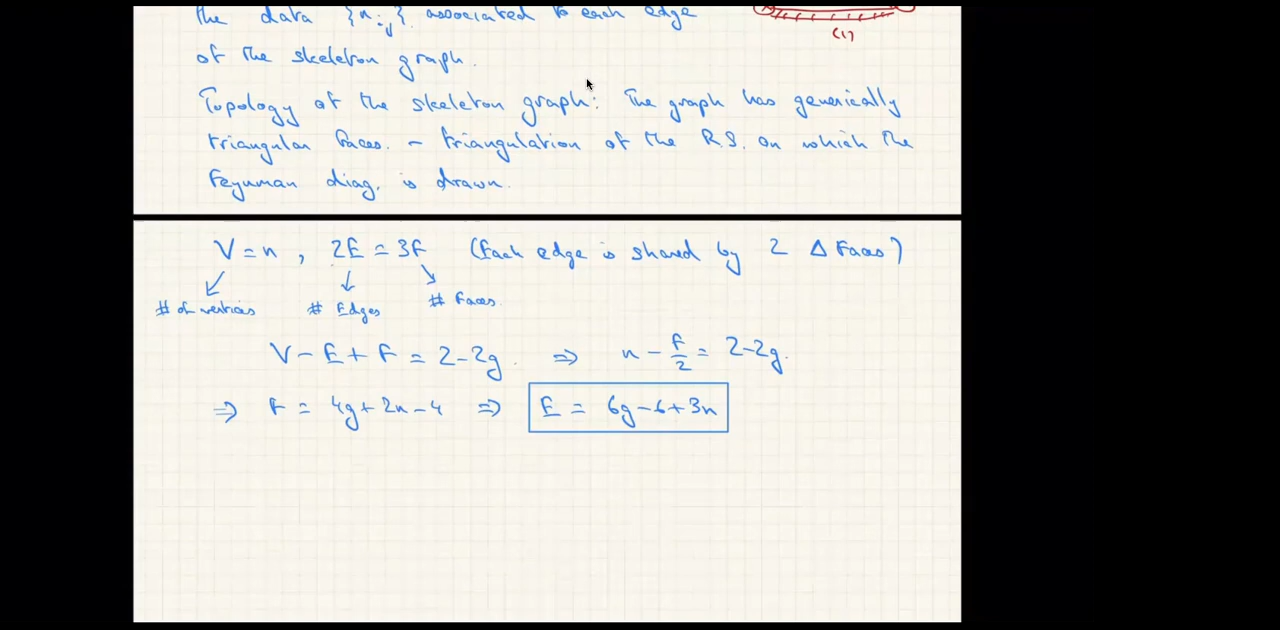 the data {n_ij} associated to each edge
of the skeleton graph.
(1)
Topology of the skeleton graph: The graph has generically
triangular faces. - triangulation of the R.S. on which the
Feynman diag. is drawn.
V = n , 2E = 3F (Each edge is shared by 2 Δ Faces)
# of vertices # Edges # Faces.
V - E + F = 2 - 2g. ⇒ n - F/2 = 2 - 2g.
⇒ F = 4g + 2n - 4 ⇒ E = 6g - 6 + 3n